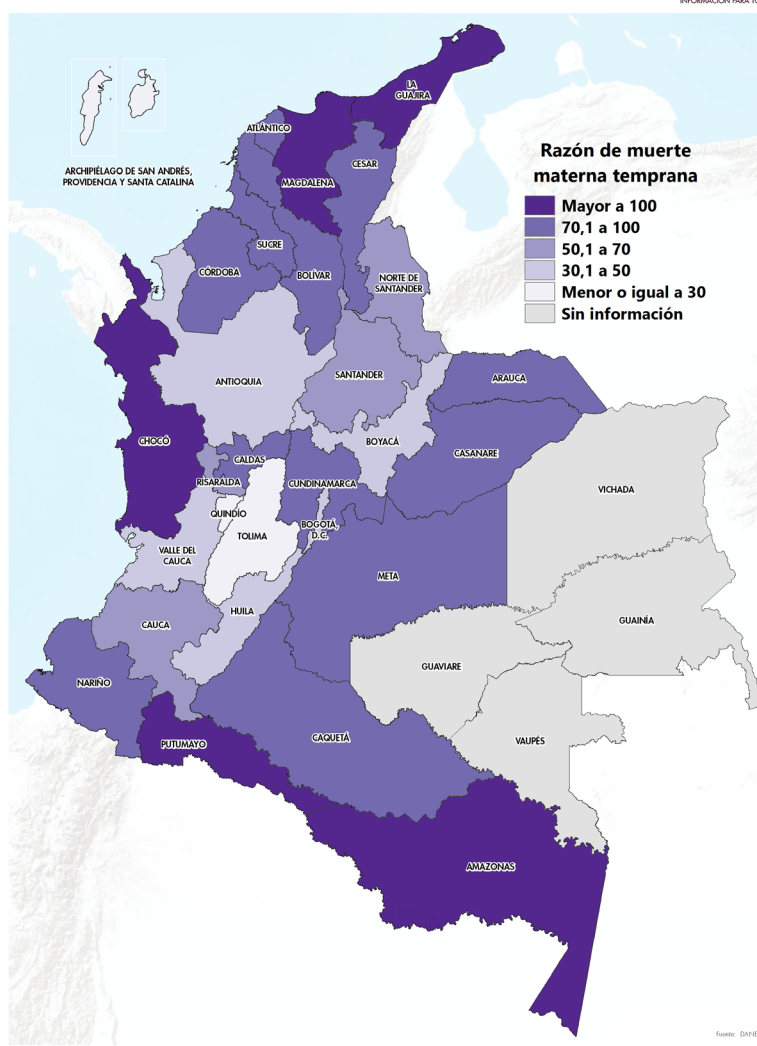 INFORMACIÓN PARA TO
Razón de muerte
materna temprana
Mayor a 100
70,1 a 100
50,1 a 70
30,1 a 50
Menor o igual a 30
Sin información
ARCHIPIÉLAGO DE SAN ANDRÉS,
PROVIDENCIA Y SANTA CATALINA
LA
GUAJIRA
ATLÁNTICO
CESAR
MAGDALENA
SUCRE
CÓRDOBA
BOLÍVAR
NORTE DE
SANTANDER
SANTANDER
ARAUCA
ANTIOQUIA
CHOCÓ
BOYACÁ
CASANARE
CALDAS
RISARALDA
CUNDINAMARCA
VICHADA
QUINDÍO
BOGOTÁ,
D.C.
TOLIMA
VALLE DEL
CAUCA
META
HUILA
CAUCA
GUAINÍA
GUAVIARE
NARIÑO
CAQUETÁ
VAUPÉS
PUTUMAYO
AMAZONAS
Fuente: DANE